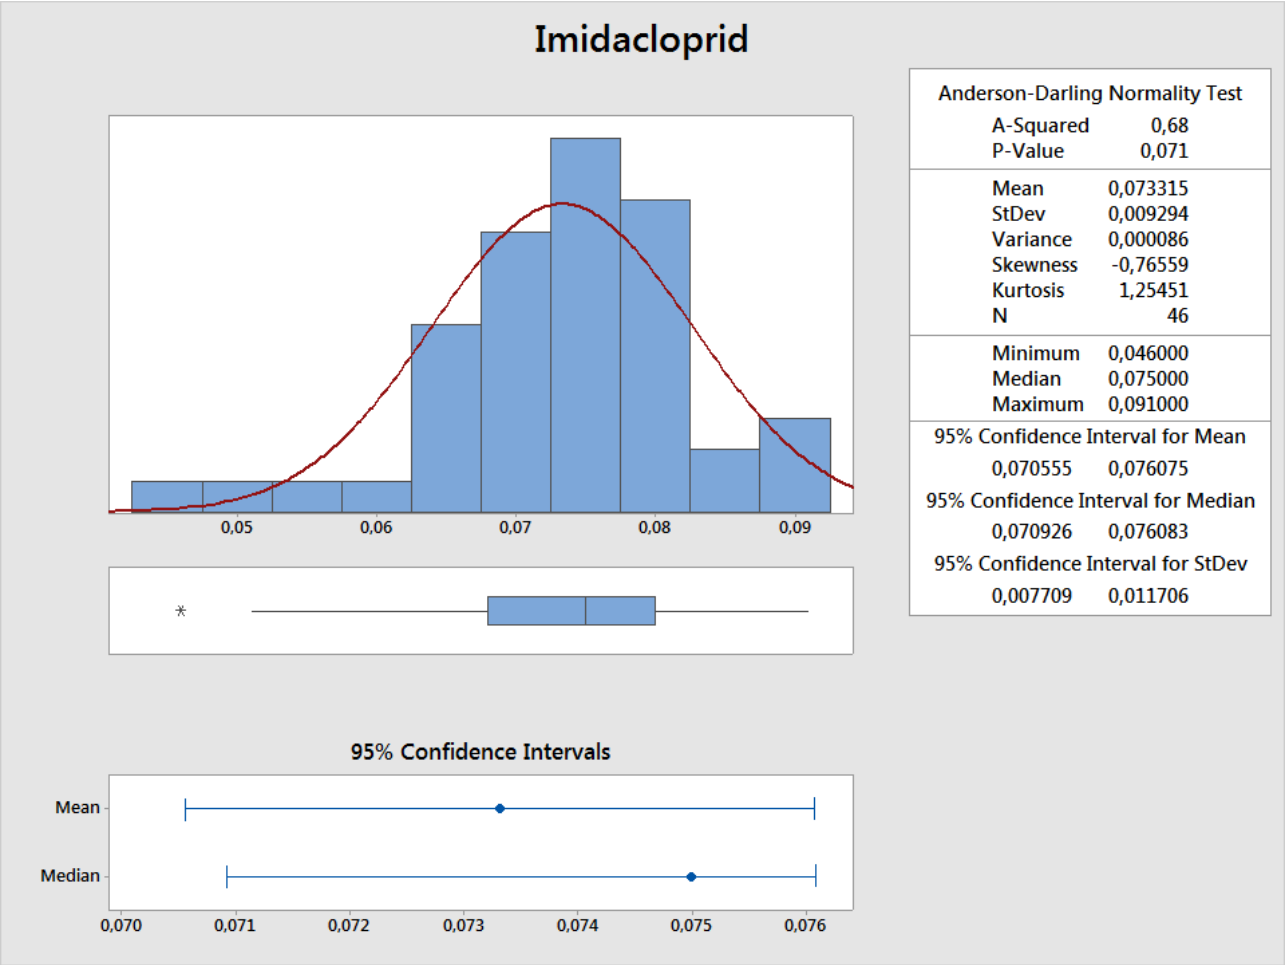 Imidacloprid
0,05 0,06 0,07 0,08 0,09
95% Confidence Intervals
Mean
Median
0,070 0,071 0,072 0,073 0,074 0,075 0,076
Anderson-Darling Normality Test
A-Squared 0,68
P-Value 0,071
Mean 0,073315
StDev 0,009294
Variance 0,000086
Skewness -0,76559
Kurtosis 1,25451
N 46
Minimum 0,046000
Median 0,075000
Maximum 0,091000
95% Confidence Interval for Mean
0,070555 0,076075
95% Confidence Interval for Median
0,070926 0,076083
95% Confidence Interval for StDev
0,007709 0,011706